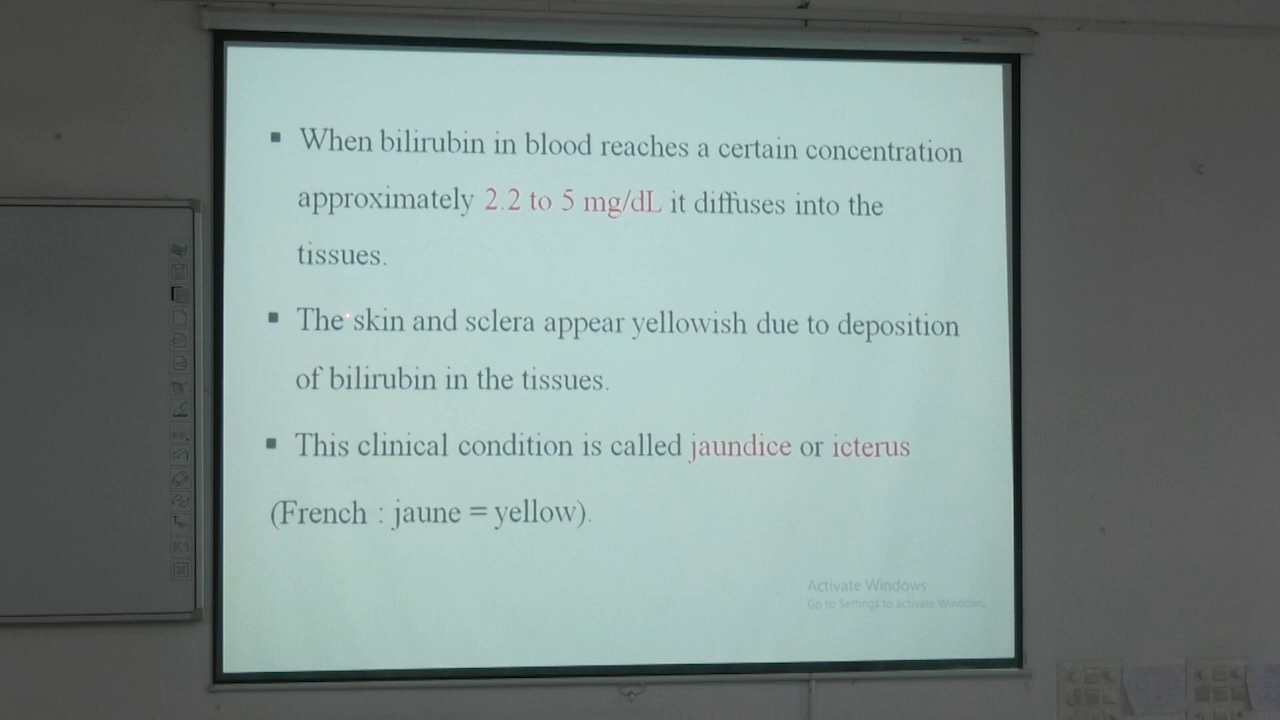 ▪ When bilirubin in blood reaches a certain concentration
approximately 2.2 to 5 mg/dL it diffuses into the
tissues.
▪ The skin and sclera appear yellowish due to deposition
of bilirubin in the tissues.
▪ This clinical condition is called jaundice or icterus
(French : jaune = yellow).
Activate Windows
Go to Settings to activate Windows.